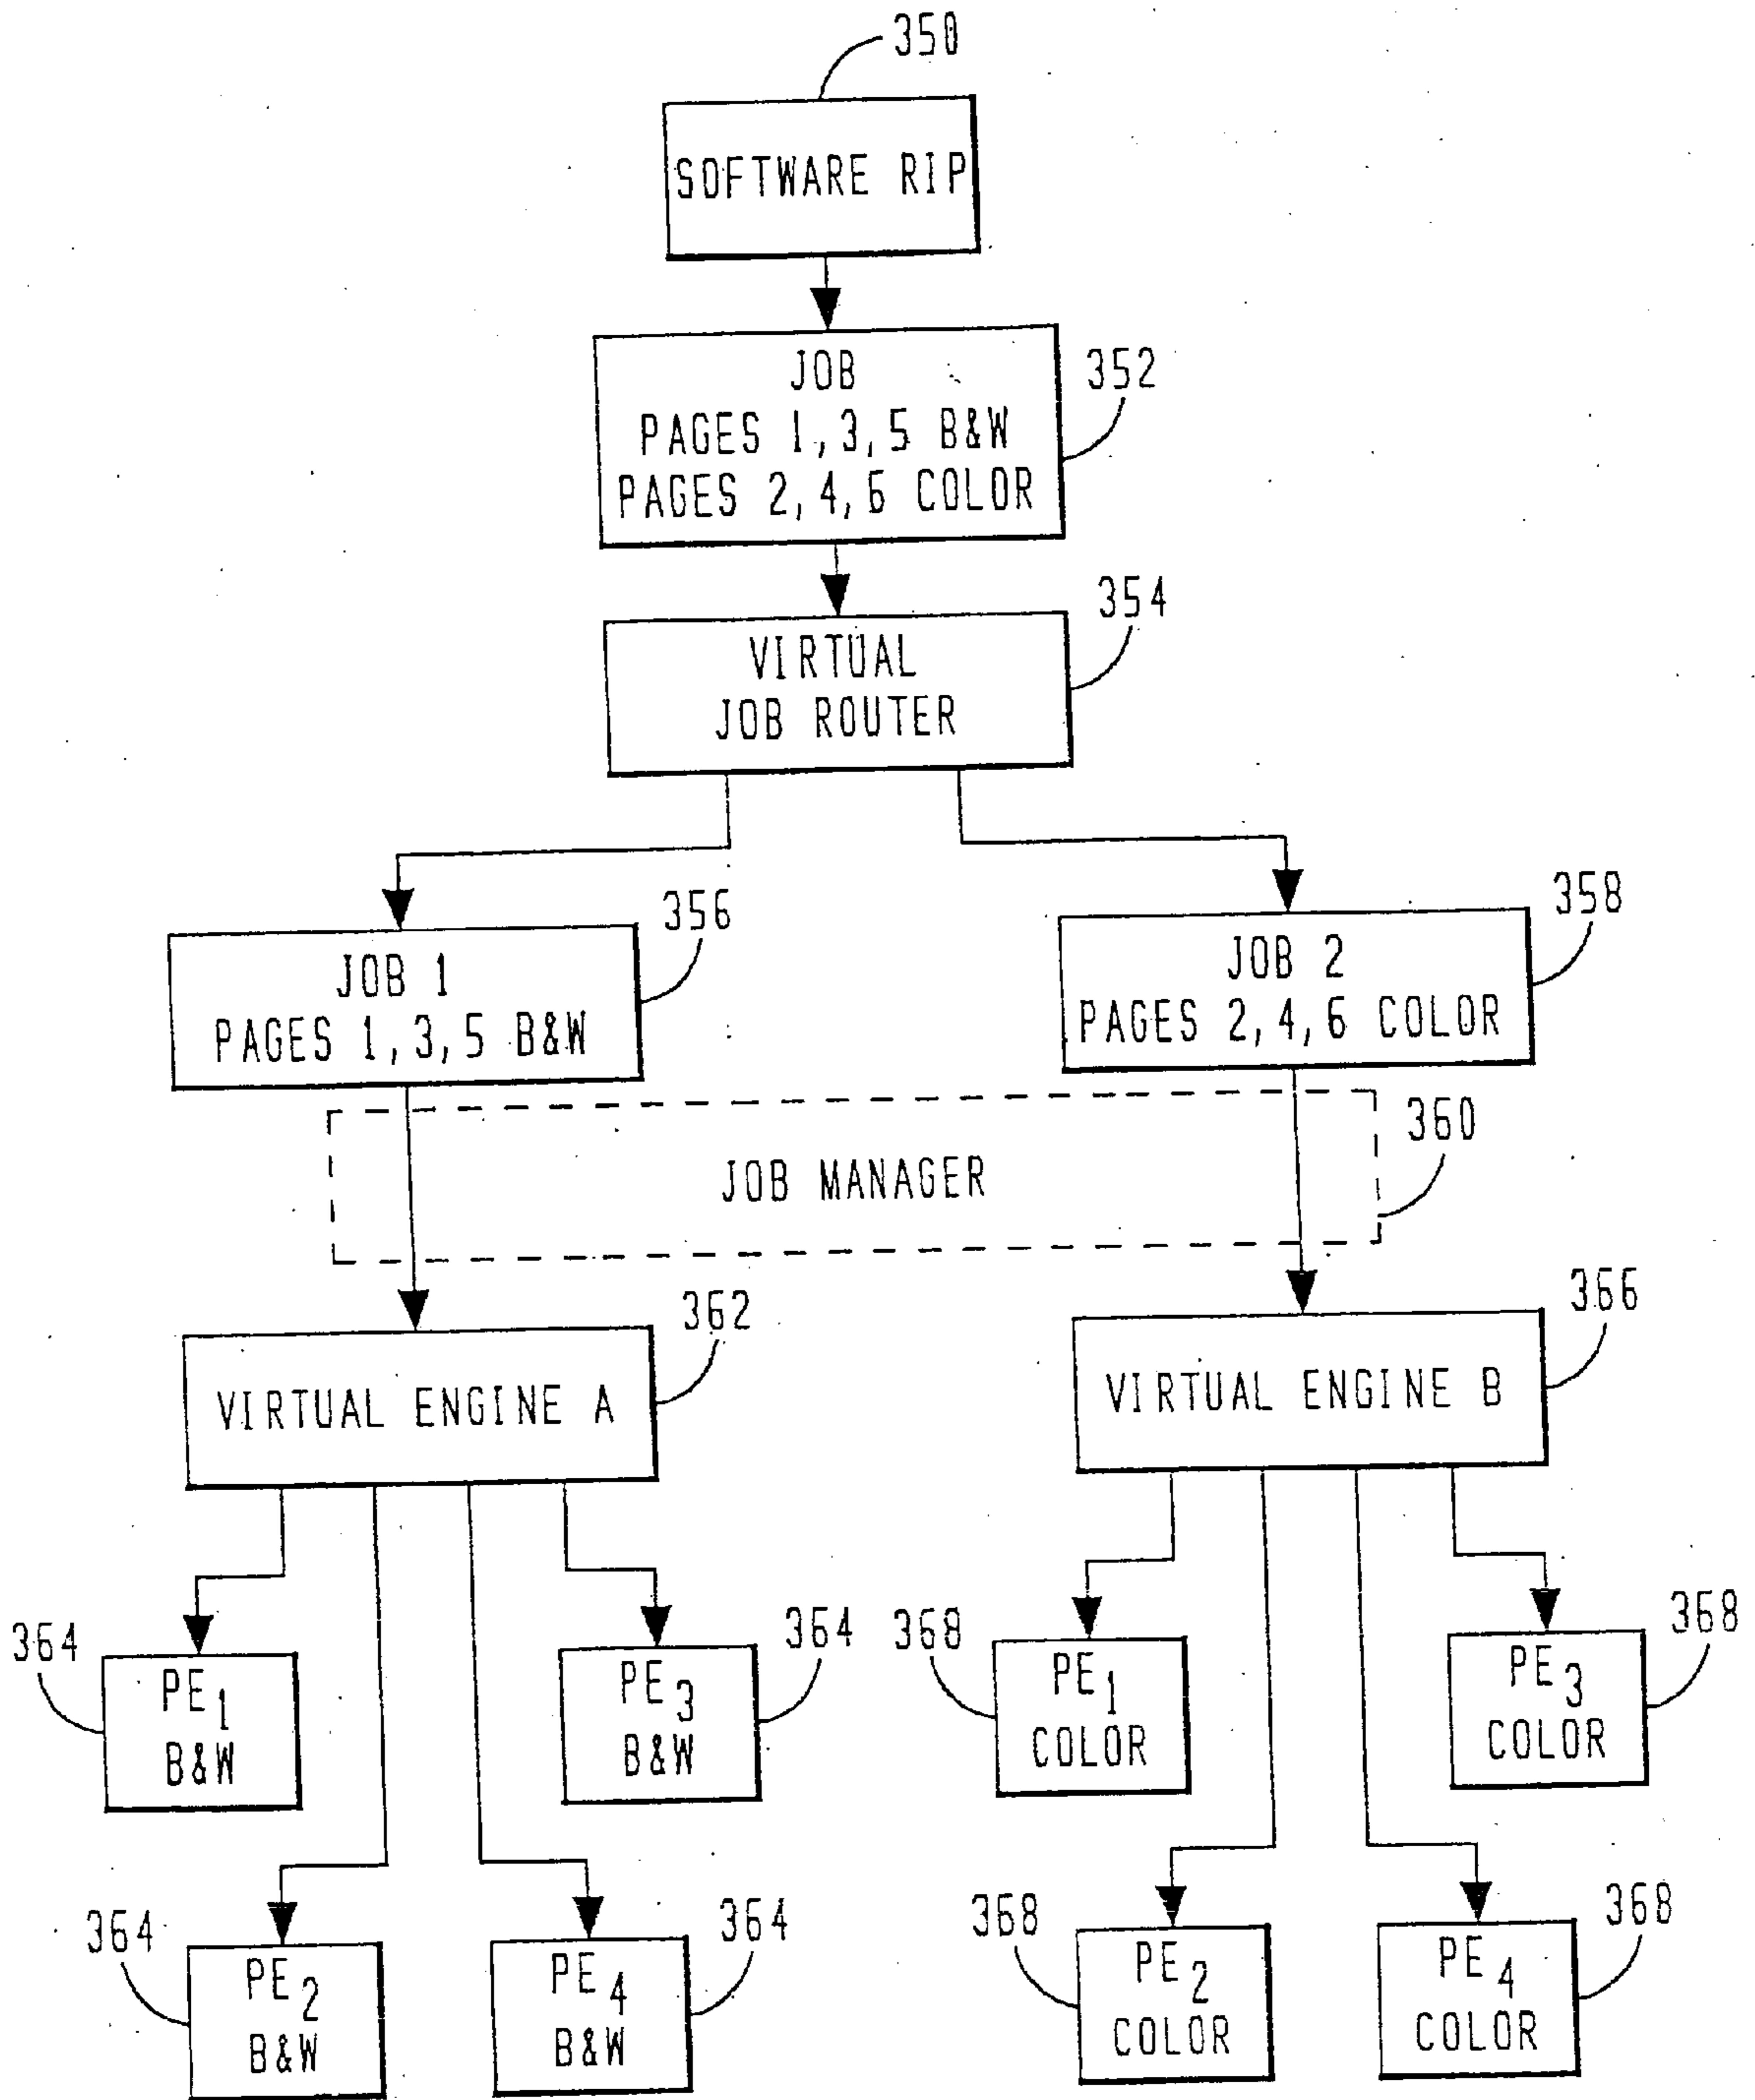 350
SOFTWARE RIP
JOB
PAGES 1,3,5 B&W
PAGES 2,4,6 COLOR
352
354
VIRTUAL
JOB ROUTER
356
JOB 1
PAGES 1,3,5 B&W
358
JOB 2
PAGES 2,4,6 COLOR
360
JOB MANAGER
362
VIRTUAL ENGINE A
366
VIRTUAL ENGINE B
364
PE1
B&W
364
PE3
B&W
368
PE1
COLOR
368
PE3
COLOR
364
PE2
B&W
364
PE4
B&W
368
PE2
COLOR
368
PE4
COLOR